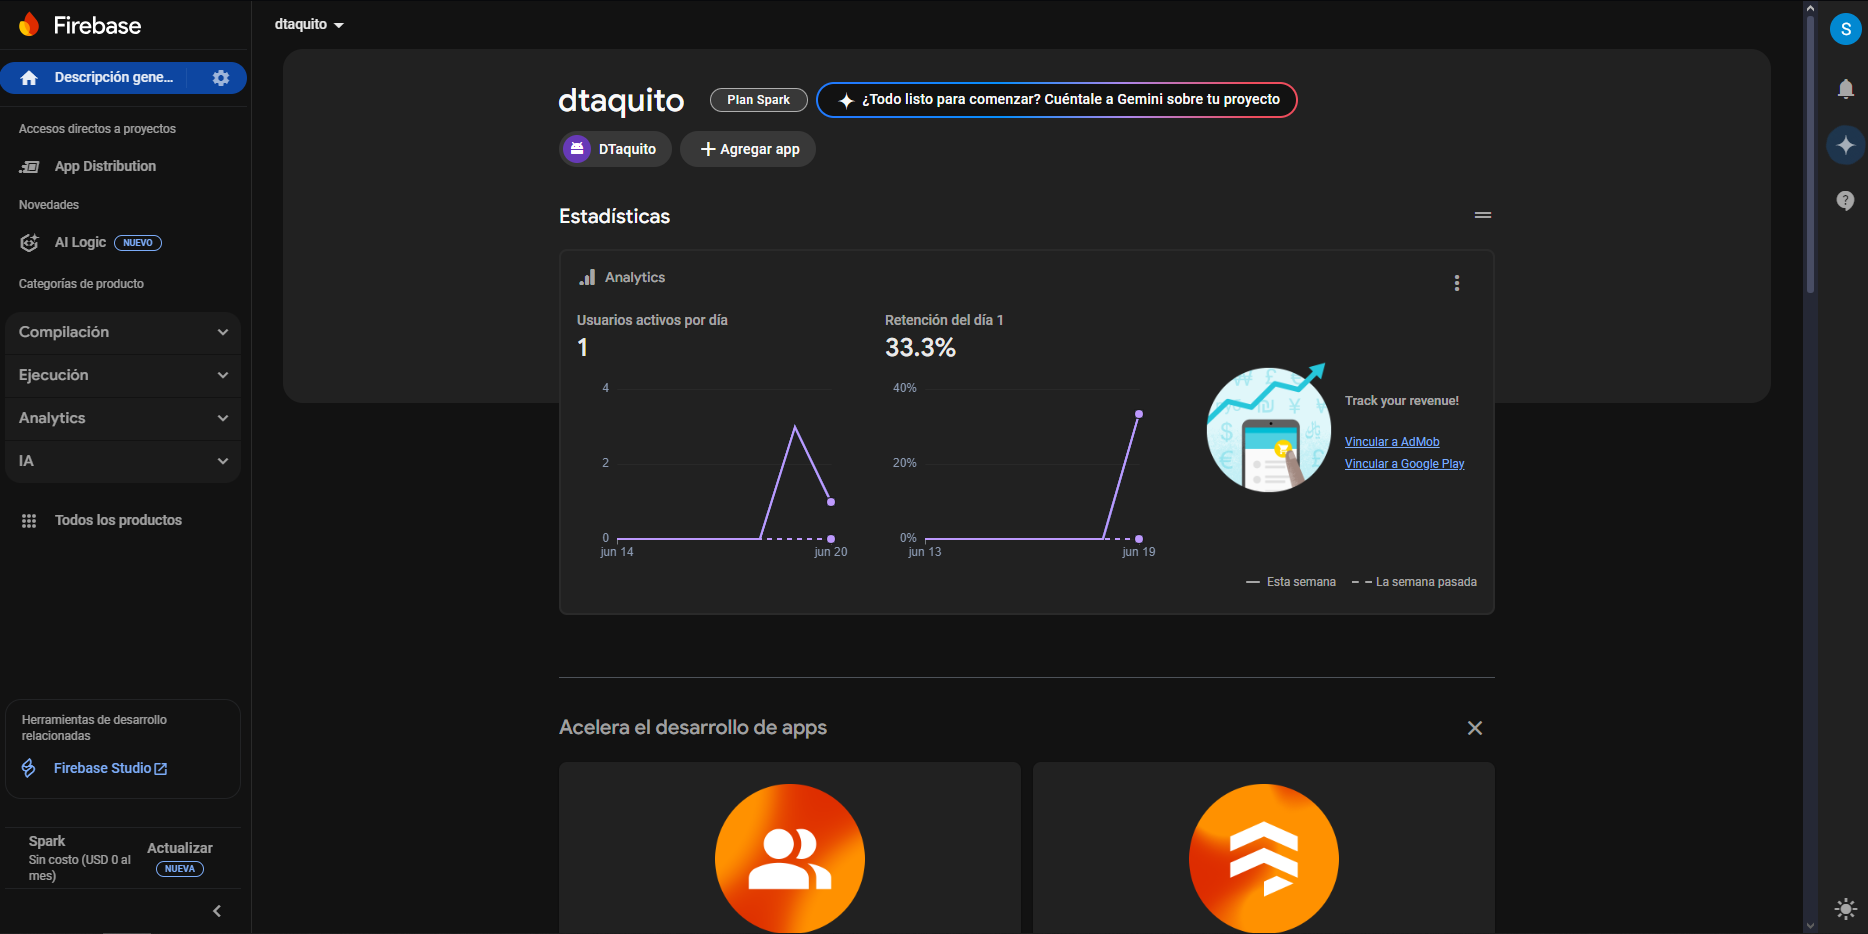 Firebase
dtaquito
Descripción gene...
Accesos directos a proyectos
App Distribution
Novedades
AI Logic NUEVO
Categorías de producto
Compilación
Ejecución
Analytics
IA
Todos los productos
Herramientas de desarrollo
relacionadas
Firebase Studio
Spark
Sin costo (USD 0 al
mes)
Actualizar
NUEVA
dtaquito Plan Spark ¿Todo listo para comenzar? Cuéntale a Gemini sobre tu proyecto
DTaquito Agregar app
Estadísticas
Analytics
Usuarios activos por día
1
4
2
0
jun 14 jun 20
Retención del día 1
33.3%
40%
20%
0%
jun 13 jun 19
Track your revenue!
Vincular a AdMob
Vincular a Google Play
Esta semana La semana pasada
Acelera el desarrollo de apps
S